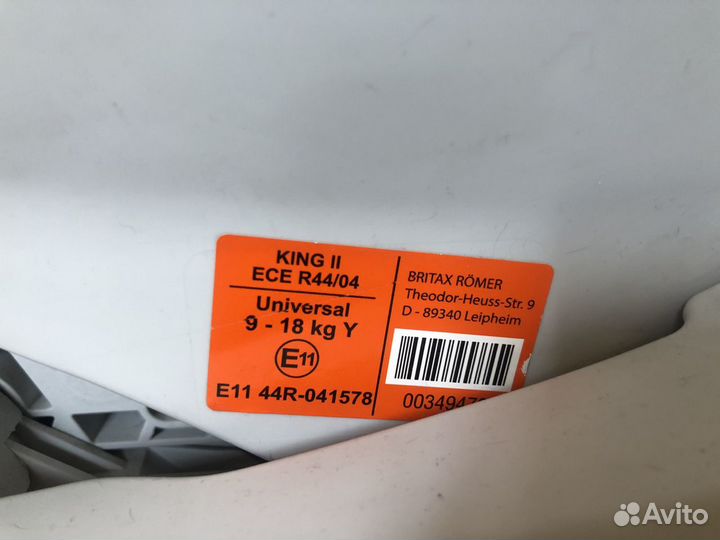 KING II
ECE R44/04
Universal
9 - 18 kg Y
E11
E11 44R-041578
BRITAX RÖMER
Theodor-Heuss-Str. 9
D - 89340 Leipheim
Avito